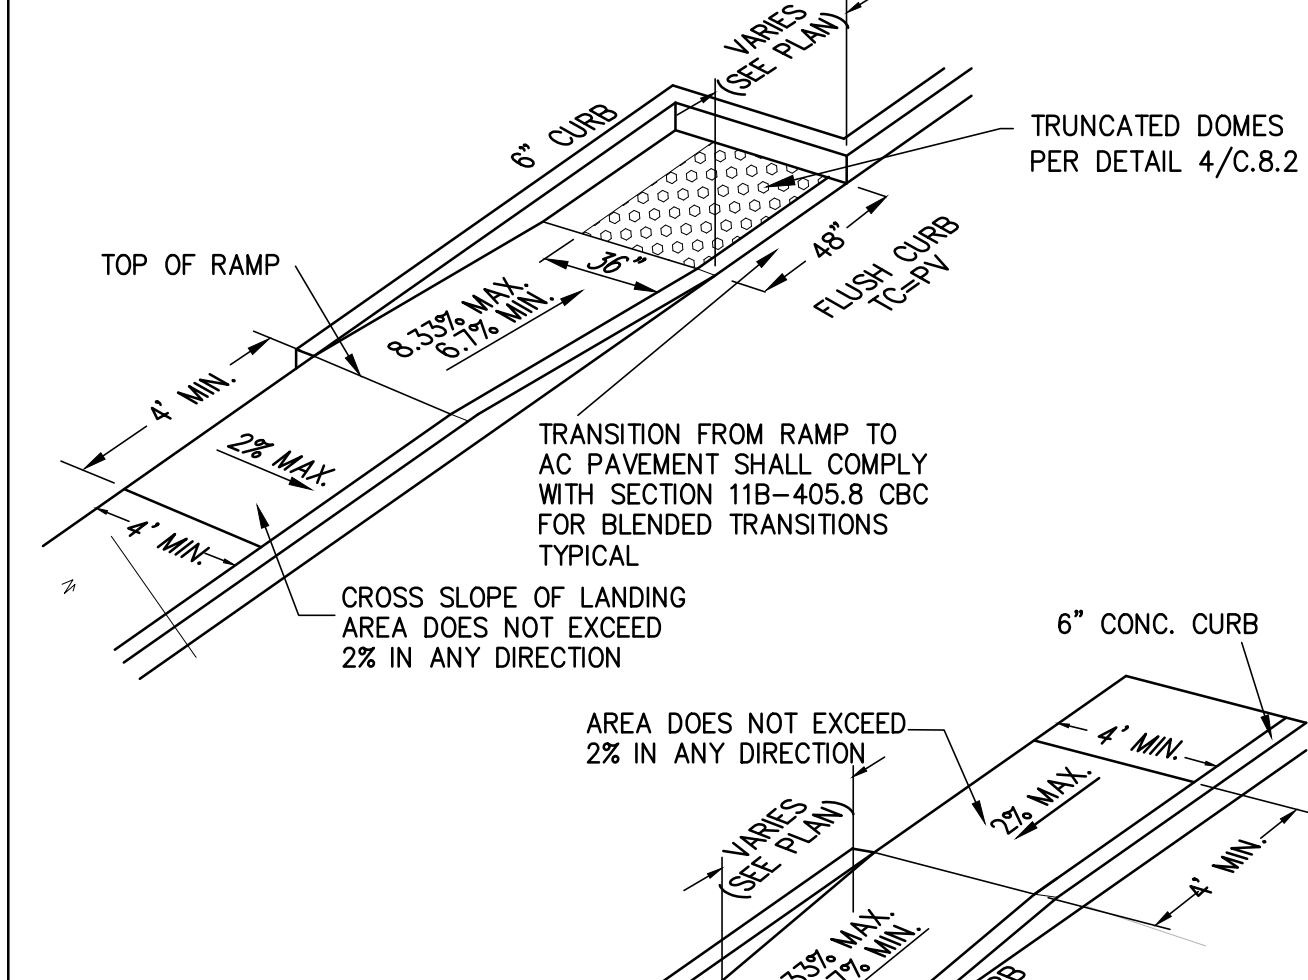 VARIES
(SEE PLAN)
6" CURB
TRUNCATED DOMES
PER DETAIL 4/C.8.2
TOP OF RAMP
36"
48"
FLUSH CURB
TC=PV
8.33% MAX.
6.7% MIN.
4' MIN.
2% MAX.
4' MIN.
TRANSITION FROM RAMP TO
AC PAVEMENT SHALL COMPLY
WITH SECTION 11B-405.8 CBC
FOR BLENDED TRANSITIONS
TYPICAL
CROSS SLOPE OF LANDING
AREA DOES NOT EXCEED
2% IN ANY DIRECTION
6" CONC. CURB
AREA DOES NOT EXCEED
2% IN ANY DIRECTION
4' MIN.
2% MAX.
4' MIN.
VARIES
(SEE PLAN)
33% MAX.
7% MIN.